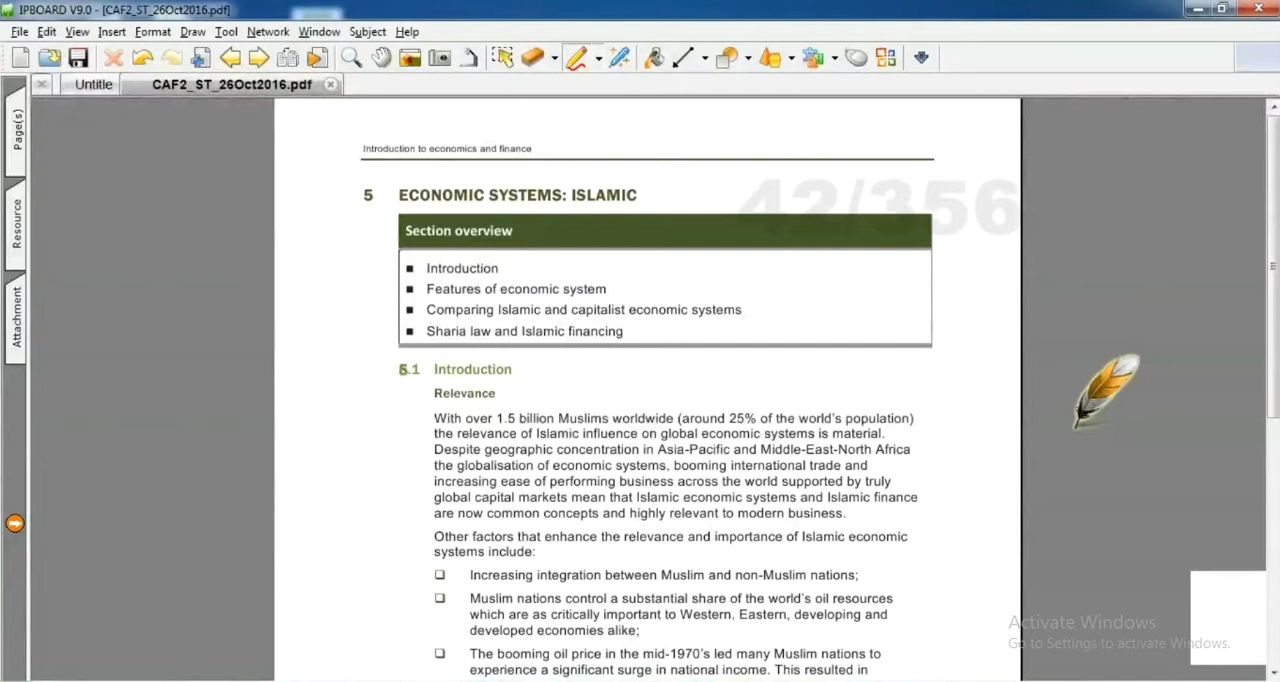 IPBOARD V9.0 - [CAF2_ST_26Oct2016.pdf]
File Edit View Insert Format Draw Tool Network Window Subject Help
Untitle CAF2_ST_26Oct2016.pdf
Page(s)
Resource
Attachment
Introduction to economics and finance
42/356
5 ECONOMIC SYSTEMS: ISLAMIC
Section overview
■ Introduction
■ Features of economic system
■ Comparing Islamic and capitalist economic systems
■ Sharia law and Islamic financing
5.1 Introduction
Relevance
With over 1.5 billion Muslims worldwide (around 25% of the world's population)
the relevance of Islamic influence on global economic systems is material.
Despite geographic concentration in Asia-Pacific and Middle-East-North Africa
the globalisation of economic systems, booming international trade and
increasing ease of performing business across the world supported by truly
global capital markets mean that Islamic economic systems and Islamic finance
are now common concepts and highly relevant to modern business.
Other factors that enhance the relevance and importance of Islamic economic
systems include:
❑ Increasing integration between Muslim and non-Muslim nations;
❑ Muslim nations control a substantial share of the world's oil resources
which are as critically important to Western, Eastern, developing and
developed economies alike;
❑ The booming oil price in the mid-1970's led many Muslim nations to
experience a significant surge in national income. This resulted in
Activate Windows
Go to Settings to activate Windows.